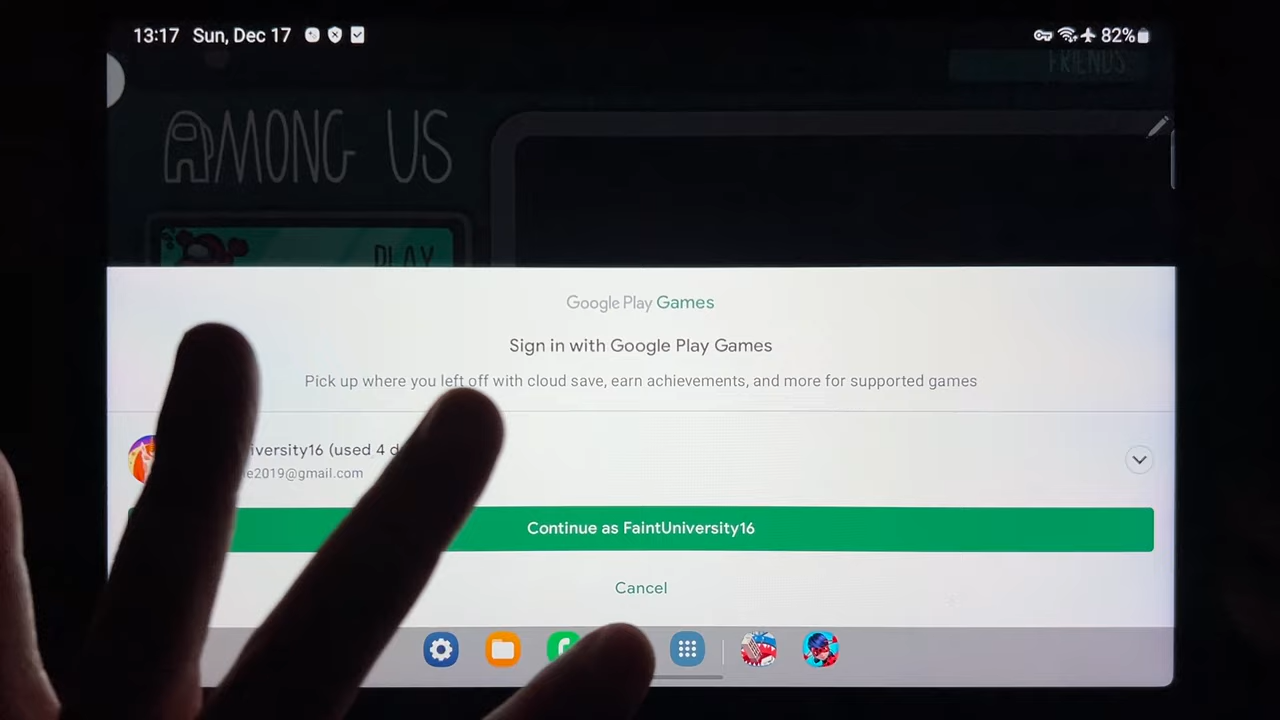 13:17 Sun, Dec 17 82%
FRIENDS
AMONG US
PLAY
Google Play Games
Sign in with Google Play Games
Pick up where you left off with cloud save, earn achievements, and more for supported games
iversity16 (used 4 d
e2019@gmail.com
Continue as FaintUniversity16
Cancel